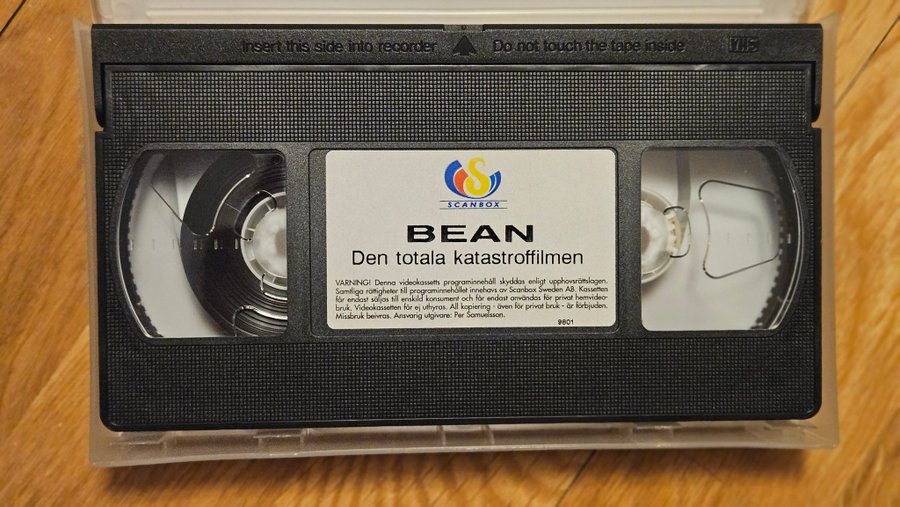 Insert this side into recorder Do not touch the tape inside VHS
S
SCANBOX
BEAN
Den totala katastroffilmen
VARNING! Denna videokassetts programinnehåll skyddas enligt upphovsrättslagen.
Samtliga rättigheter till programinnehållet innehavs av Scanbox Sweden AB. Kassetten
får endast säljas till enskild konsument och får endast användas för privat hemvideo-
bruk. Videokassetten får ej uthyras. All kopiering - även för privat bruk - är förbjuden.
Missbruk beivras. Ansvarig utgivare: Per Samuelsson.
9801